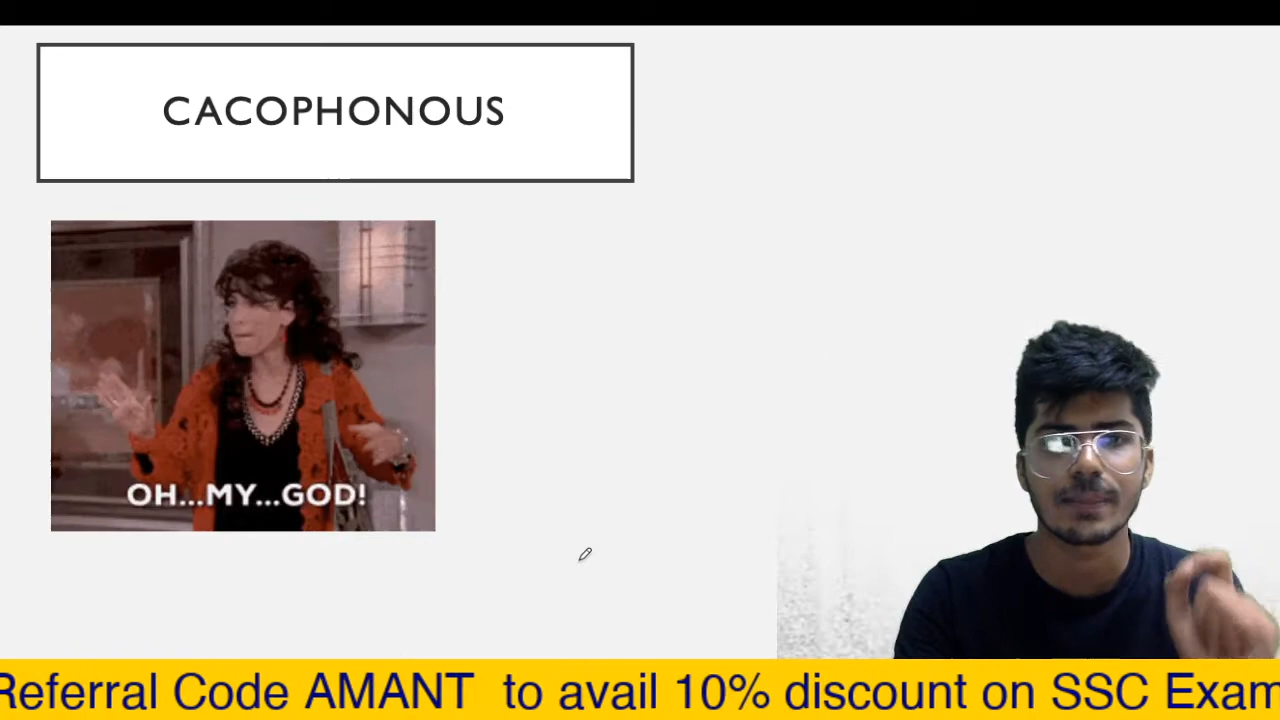 CACOPHONOUS
OH...MY...GOD!
Referral Code AMANT to avail 10% discount on SSC Exam